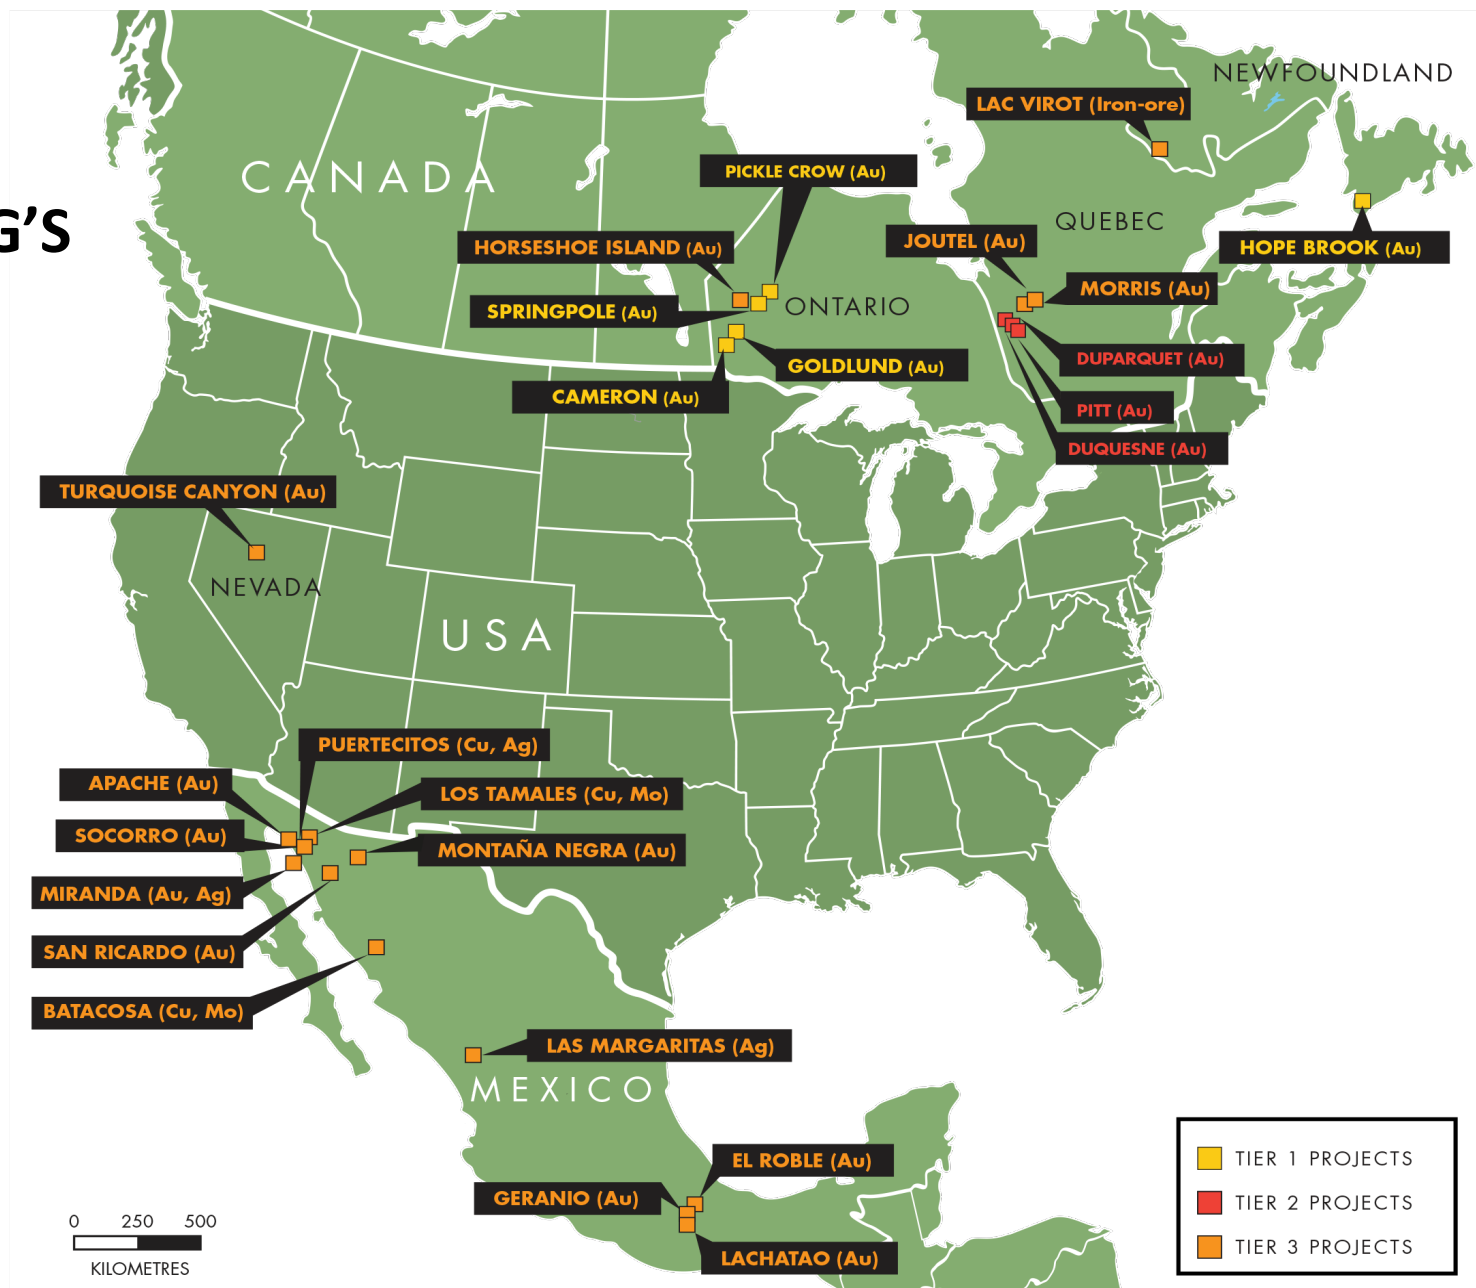 NEWFOUNDLAND
LAC VIROT (Iron-ore)
CANADA
PICKLE CROW (Au)
G'S
QUEBEC
JOUTEL (Au)
HOPE BROOK (Au)
HORSESHOE ISLAND (Au)
MORRIS (Au)
SPRINGPOLE (Au)
ONTARIO
DUPARQUET (Au)
GOLDLUND (Au)
CAMERON (Au)
PITT (Au)
DUQUESNE (Au)
TURQUOISE CANYON (Au)
NEVADA
USA
PUERTECITOS (Cu, Ag)
APACHE (Au)
LOS TAMALES (Cu, Mo)
SOCORRO (Au)
MONTAÑA NEGRA (Au)
MIRANDA (Au, Ag)
SAN RICARDO (Au)
BATACOSA (Cu, Mo)
LAS MARGARITAS (Ag)
MEXICO
EL ROBLE (Au)
GERANIO (Au)
LACHATAO (Au)
TIER 1 PROJECTS
TIER 2 PROJECTS
TIER 3 PROJECTS
0 250 500
KILOMETRES